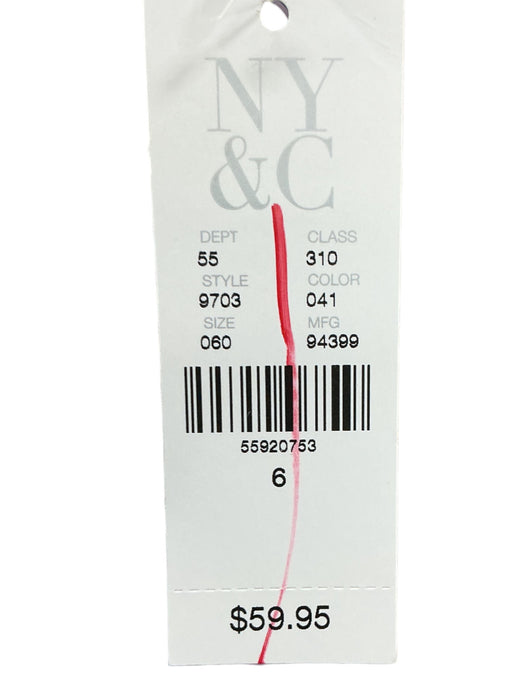 NY
&C
DEPT CLASS
55 310
STYLE COLOR
9703 041
SIZE MFG
060 94399
55920753
6
$59.95